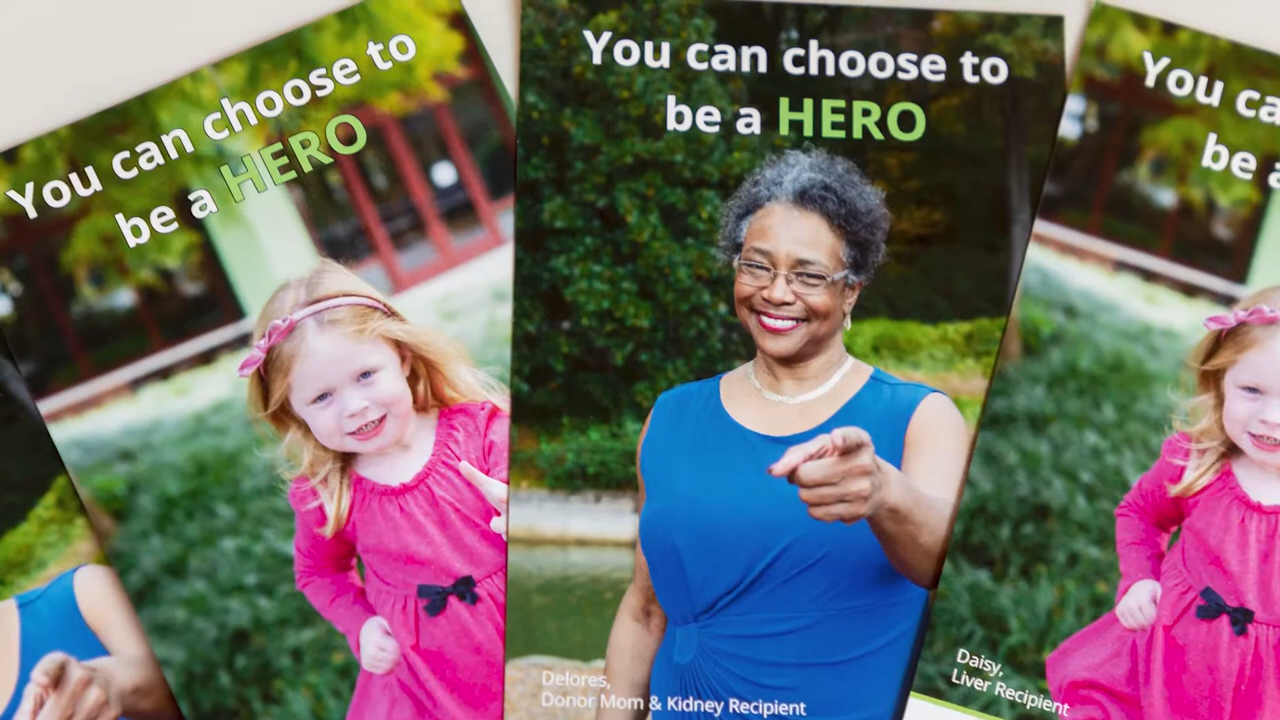 You can choose to
be a HERO
You can choose to
be a HERO
Delores,
Donor Mom & Kidney Recipient
You ca
be a
Daisy,
Liver Recipient